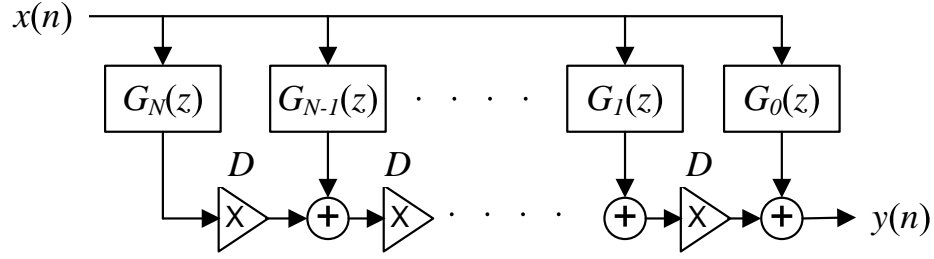 x(n)
G_N(z) G_{N-1}(z) · · · · G_1(z) G_0(z)
D D D
X + X · · · · + X + y(n)